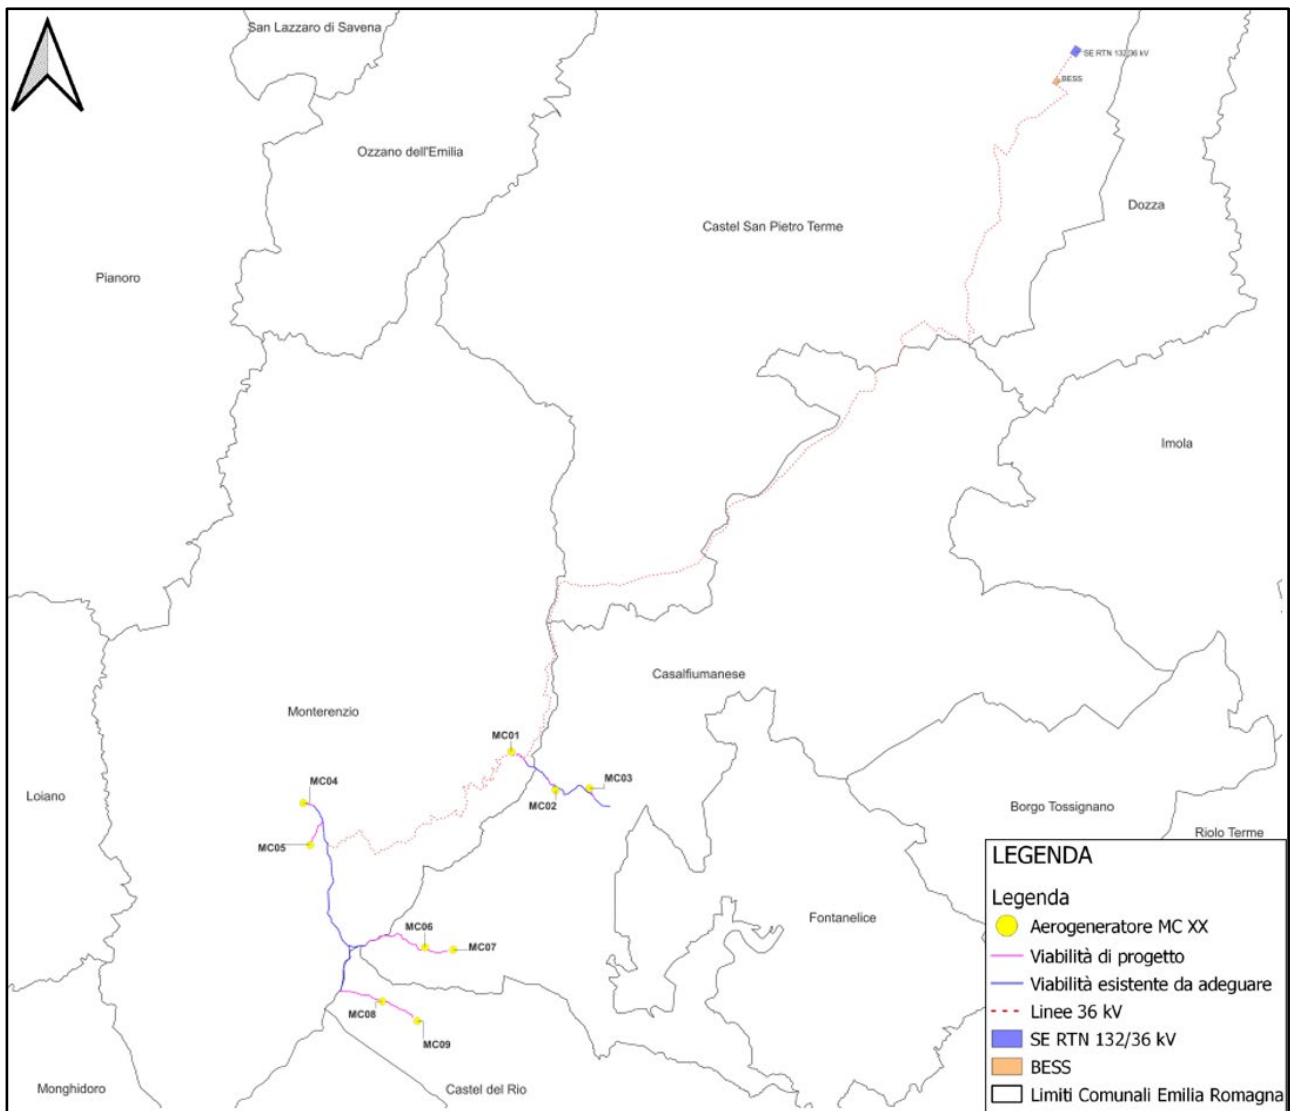 San Lazzaro di Savena
SE RTN 132/36 kV
BESS
Ozzano dell'Emilia
Dozza
Castel San Pietro Terme
Pianoro
Imola
Casalfiumanese
Monterenzio
MC01
MC04
MC03
Loiano
MC02
Borgo Tossignano
Riolo Terme
MC05
Fontanelice
MC06
MC07
MC08
MC09
Monghidoro
Castel del Rio
LEGENDA
Legenda
Aerogeneratore MC XX
Viabilità di progetto
Viabilità esistente da adeguare
Linee 36 kV
SE RTN 132/36 kV
BESS
Limiti Comunali Emilia Romagna